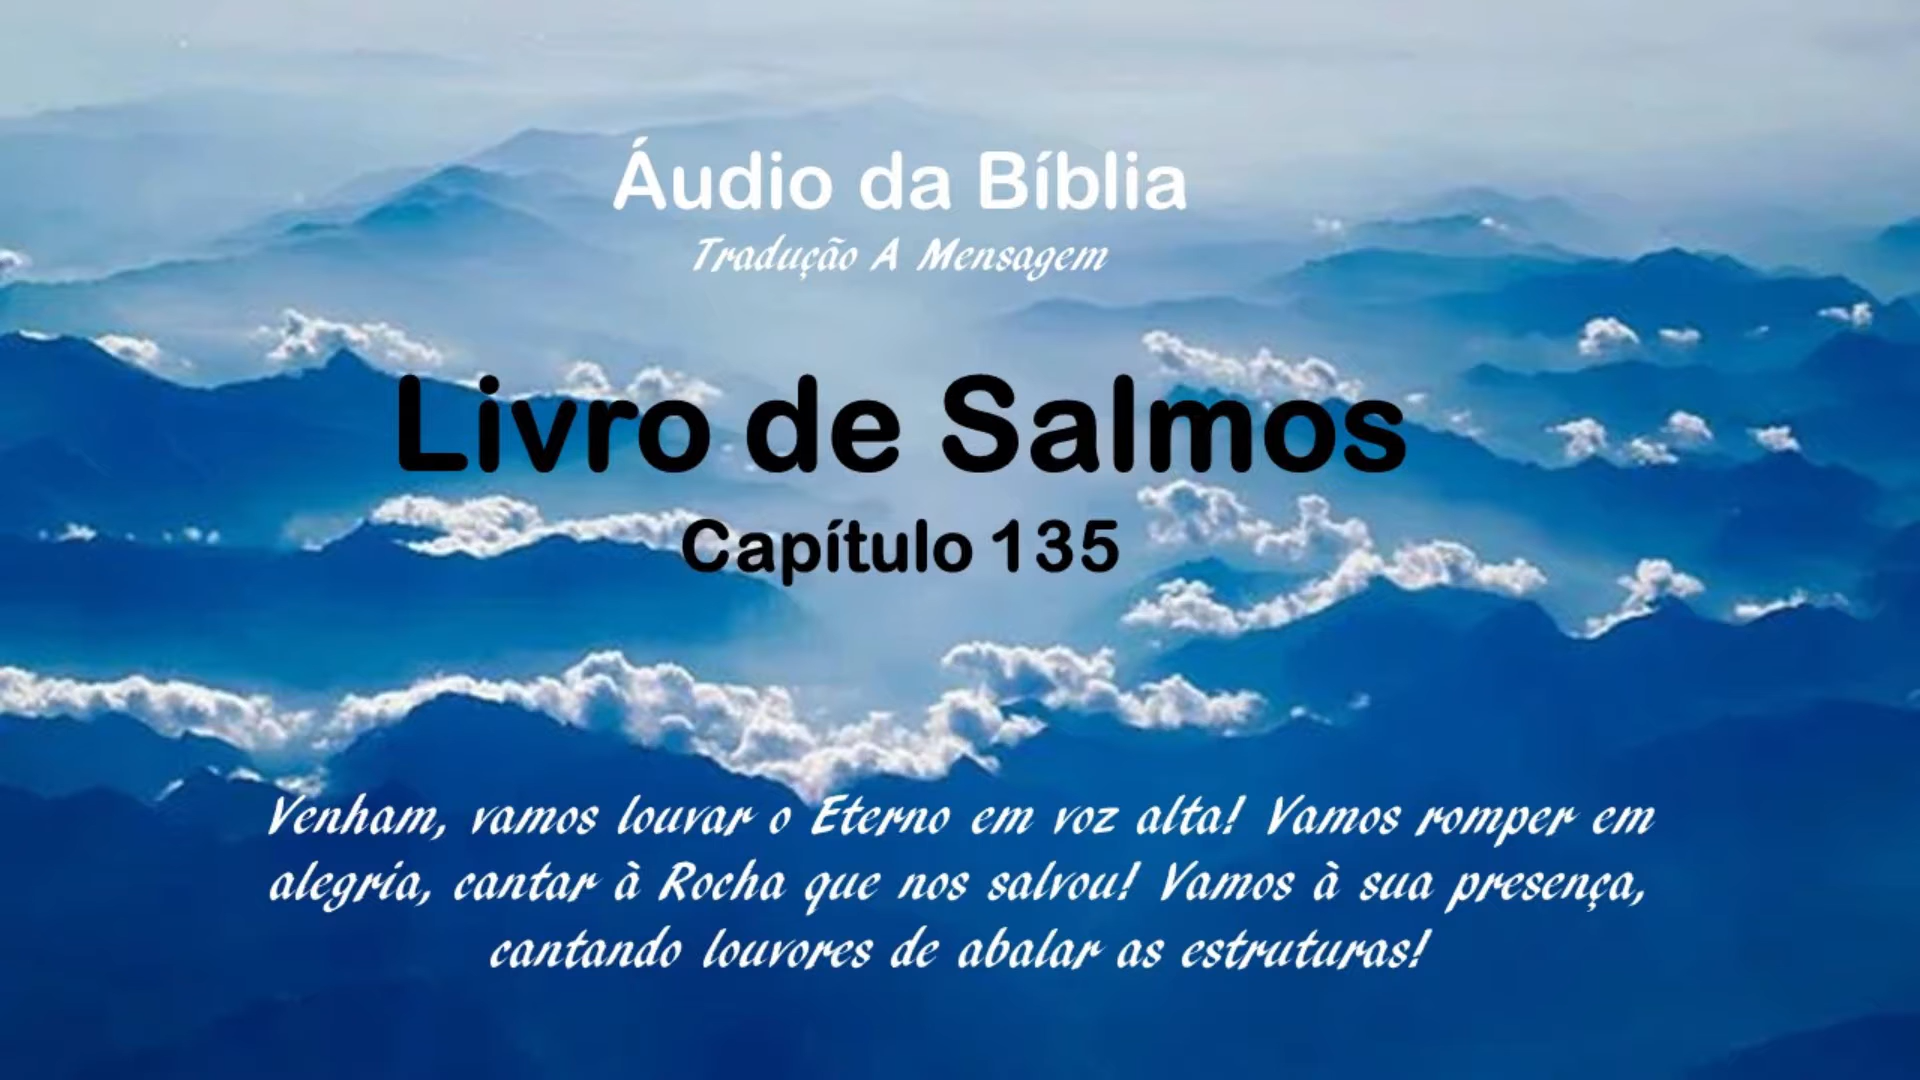 Áudio da Bíblia
Tradução A Mensagem
Livro de Salmos
Capítulo 135
Venham, vamos louvar o Eterno em voz alta! Vamos romper em
alegria, cantar à Rocha que nos salvou! Vamos à sua presença,
cantando louvores de abalar as estruturas!